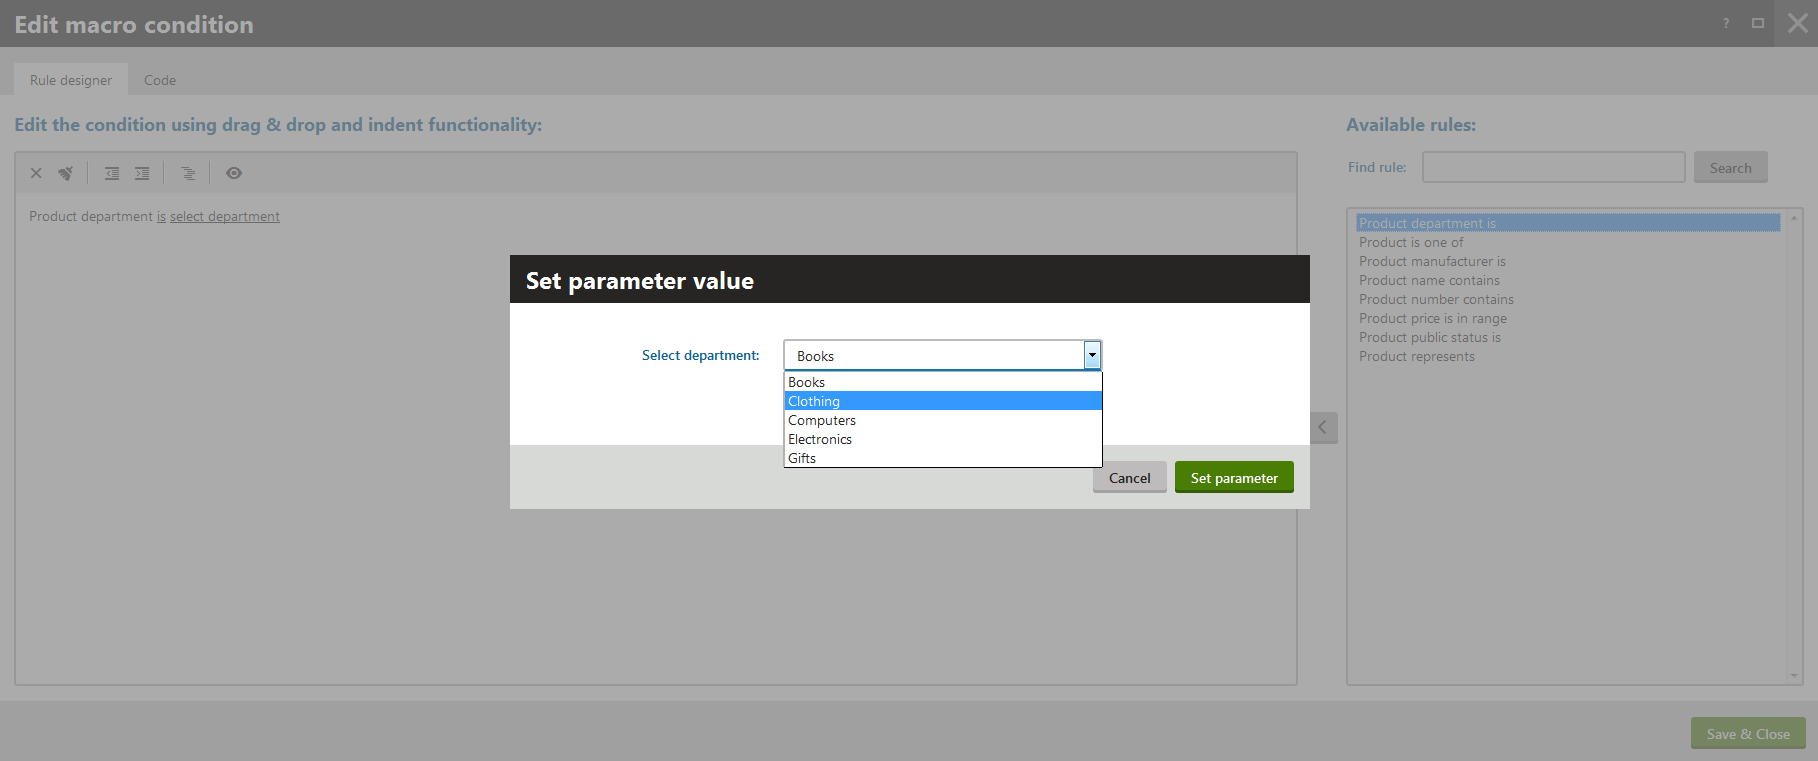 Edit macro condition
?
Rule designer
Code
Edit the condition using drag & drop and indent functionality:
Product department is select department
Available rules:
Find rule:
Search
Product department is
Product is one of
Product manufacturer is
Product name contains
Product number contains
Product price is in range
Product public status is
Product represents
Set parameter value
Select department:
Books
Books
Clothing
Computers
Electronics
Gifts
Cancel
Set parameter
Save & Close